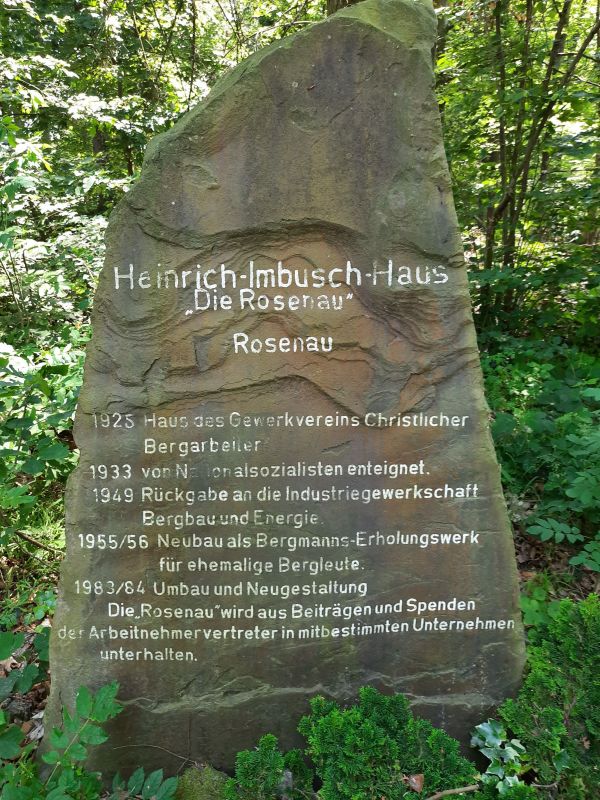 Heinrich-Imbusch-Haus
„Die Rosenau"
Rosenau
1925 Haus des Gewerkvereins Christlicher
Bergarbeiter
1933 von Nationalsozialisten enteignet.
1949 Rückgabe an die Industriegewerkschaft
Bergbau und Energie.
1955/56 Neubau als Bergmanns-Erholungswerk
für ehemalige Bergleute.
1983/84 Umbau und Neugestaltung
Die „Rosenau" wird aus Beiträgen und Spenden
der Arbeitnehmervertreter in mitbestimmten Unternehmen
unterhalten.